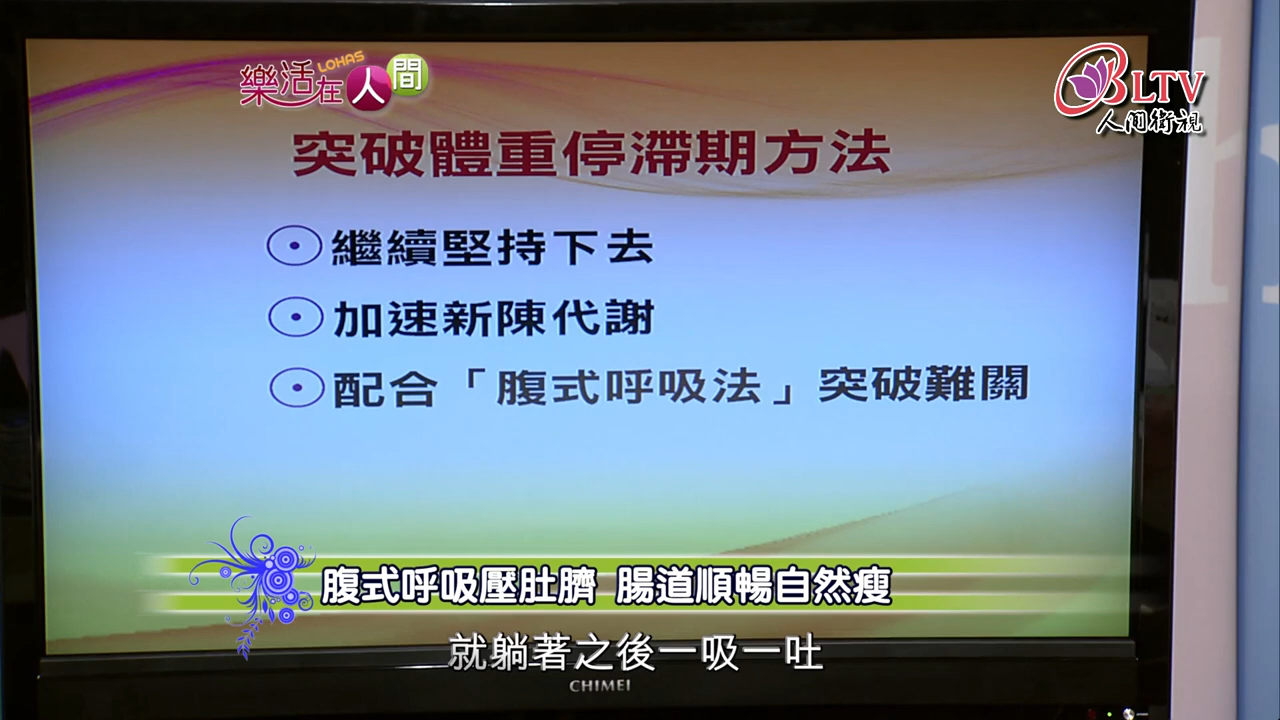 樂活在人間
LOHAS
BLTV
人間衛視
突破體重停滯期方法
繼續堅持下去
加速新陳代謝
配合「腹式呼吸法」突破難關
腹式呼吸壓肚臍 腸道順暢自然瘦
就躺著之後一吸一吐
CHIMEI